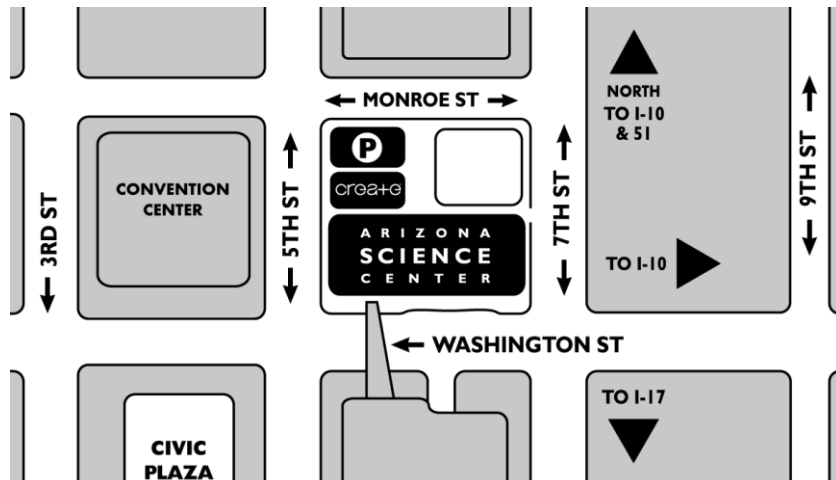 NORTH
TO I-10
& 51
MONROE ST
P
crea+e
CONVENTION
CENTER
3RD ST
5TH ST
7TH ST
9TH ST
ARIZONA
SCIENCE
CENTER
TO I-10
WASHINGTON ST
TO I-17
CIVIC
PLAZA